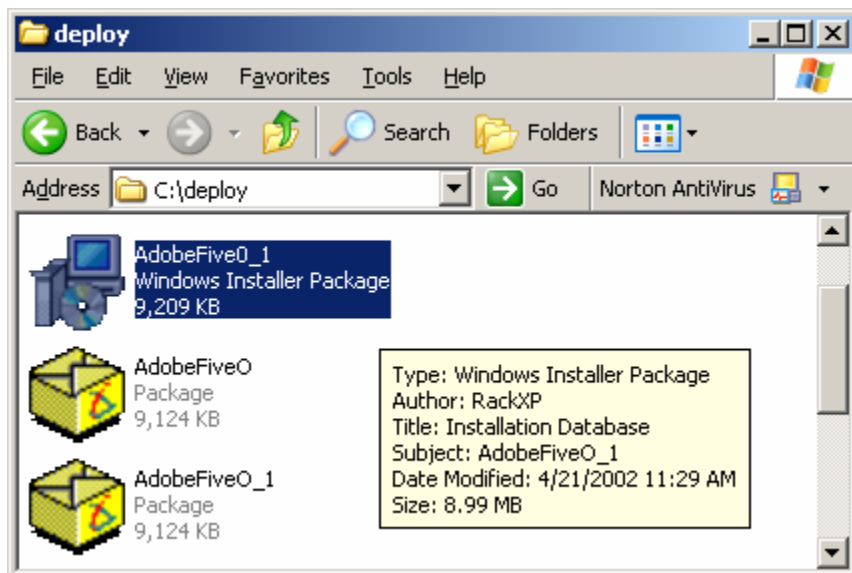 deploy
File Edit View Favorites Tools Help
Back Search Folders
Address C:\deploy Go Norton AntiVirus
AdobeFive0_1
Windows Installer Package
9,209 KB
AdobeFiveO
Package
9,124 KB
Type: Windows Installer Package
Author: RackXP
Title: Installation Database
Subject: AdobeFiveO_1
Date Modified: 4/21/2002 11:29 AM
Size: 8.99 MB
AdobeFiveO_1
Package
9,124 KB